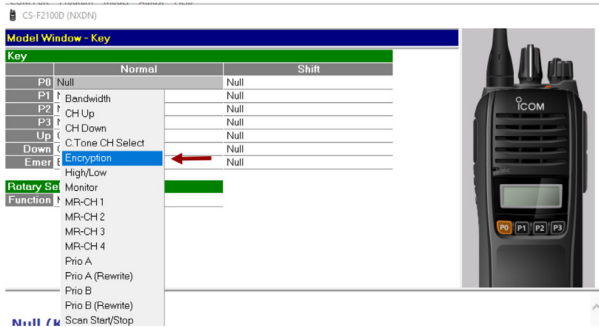 CS-F2100D (NXDN)
Model Window - Key
Key
Normal Shift
P0 Null Null
P1 Null
P2 Null
P3 Null
Up Null
Down Null
Emer Null
Bandwidth
CH Up
CH Down
C.Tone CH Select
Encryption
High/Low
Monitor
MR-CH 1
MR-CH 2
MR-CH 3
MR-CH 4
Prio A
Prio A (Rewrite)
Prio B
Prio B (Rewrite)
Scan Start/Stop
Rotary
Function
ICOM
P0 P1 P2 P3
Null